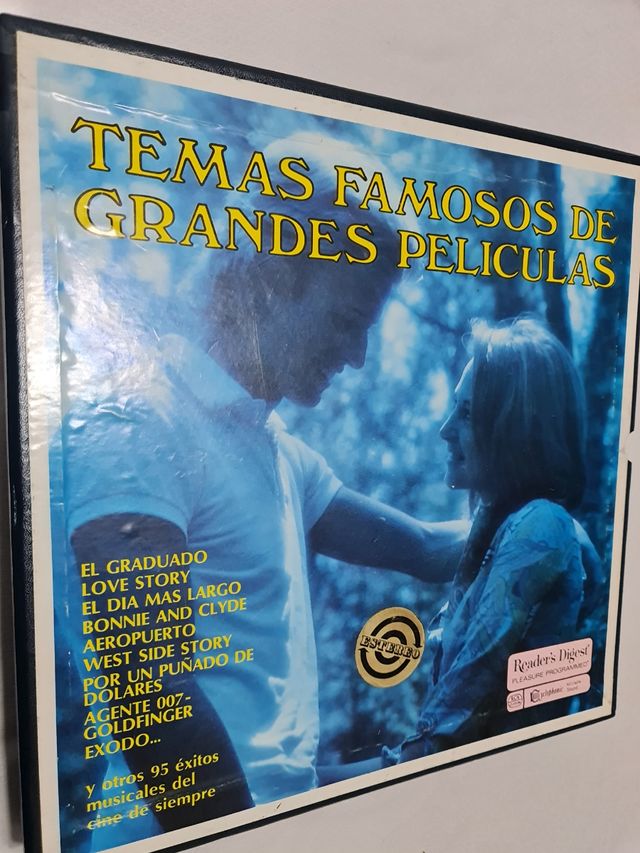 TEMAS FAMOSOS DE
GRANDES PELICULAS
EL GRADUADO
LOVE STORY
EL DIA MAS LARGO
BONNIE AND CLYDE
AEROPUERTO
WEST SIDE STORY
POR UN PUÑADO DE
DOLARES
AGENTE 007-
GOLDFINGER
EXODO...
y otros 95 éxitos
musicales del
cine de siempre
ESTEREO
Reader's Digest
PLEASURE PROGRAMMED